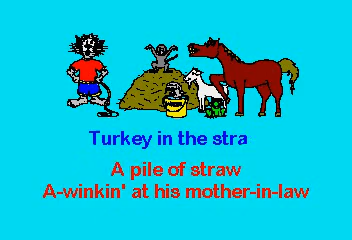 Turkey in the stra
A pile of straw
A-winkin' at his mother-in-law